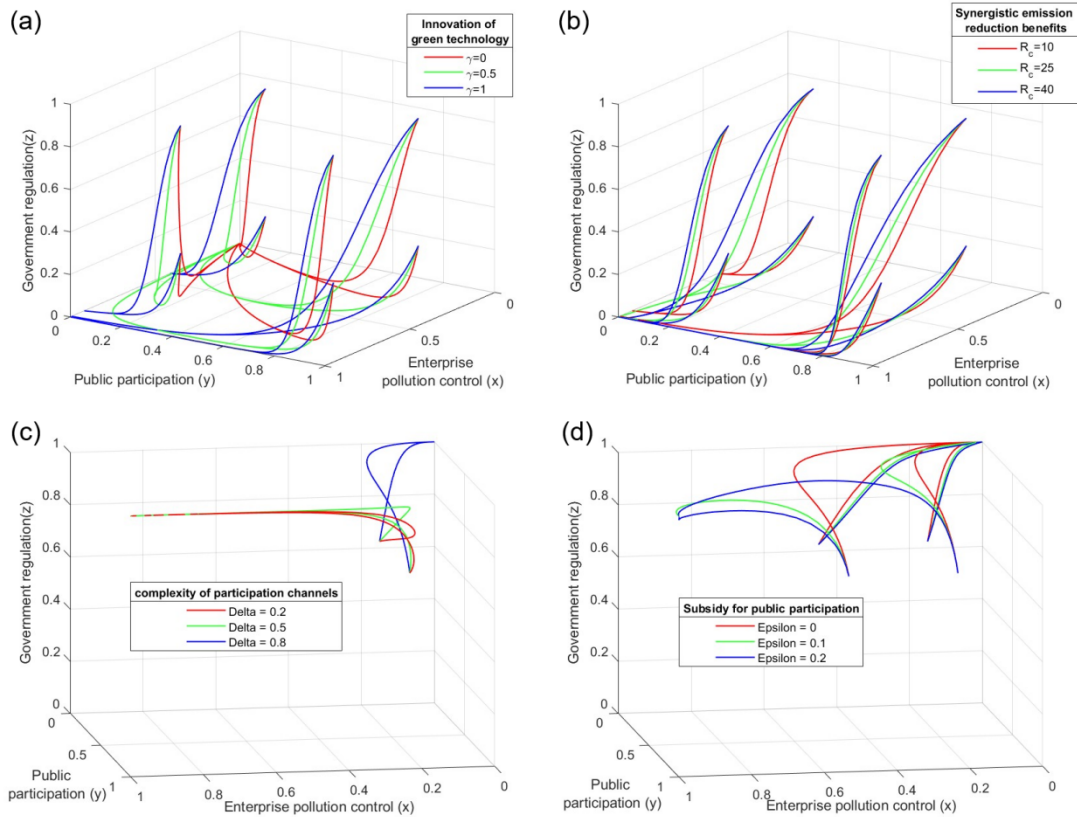 (a)
Innovation of
green technology
γ=0
γ=0.5
γ=1
Government regulation(z)
1
0.8
0.6
0.4
0.2
0
0
0.2
0.4
0.6
0.8
1
Public participation (y)
0
0.5
1
Enterprise
pollution control (x)
(b)
Synergistic emission
reduction benefits
R_c=10
R_c=25
R_c=40
Government regulation(z)
1
0.8
0.6
0.4
0.2
0
0
0.2
0.4
0.6
0.8
1
Public participation (y)
0
0.5
1
Enterprise
pollution control (x)
(c)
Government regulation(z)
1
0.8
0.6
0.4
0.2
0
complexity of participation channels
Delta = 0.2
Delta = 0.5
Delta = 0.8
0
0.5
1
Public
participation (y)
1
0.8
0.6
0.4
0.2
0
Enterprise pollution control (x)
(d)
Government regulation(z)
1
0.8
0.6
0.4
0.2
0
Subsidy for public participation
Epsilon = 0
Epsilon = 0.1
Epsilon = 0.2
0
0.5
1
Public
participation (y)
1
0.8
0.6
0.4
0.2
0
Enterprise pollution control (x)